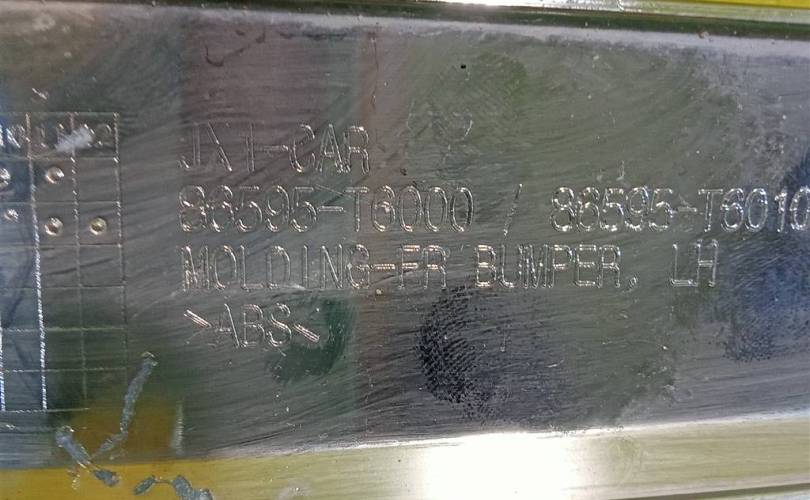 JX1-CAR
86595-T6000 / 86595-T6010
MOLDING-FR BUMPER, LH
>ABS<